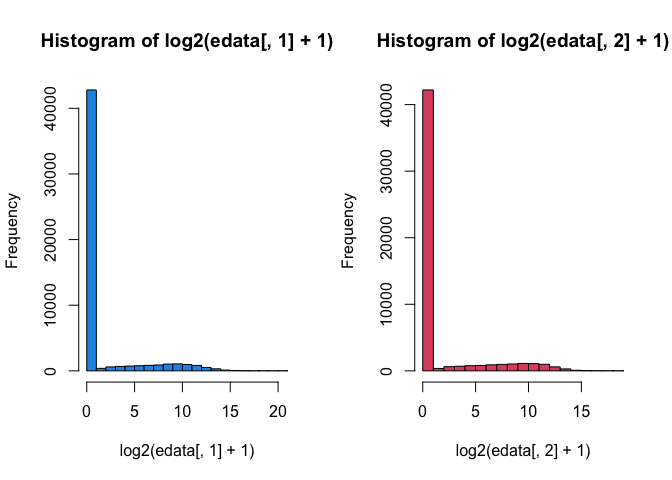 Histogram of log2(edata[, 1] + 1)
Frequency
0
10000
20000
30000
40000
0 5 10 15 20
log2(edata[, 1] + 1)
Histogram of log2(edata[, 2] + 1)
Frequency
0
10000
20000
30000
40000
0 5 10 15
log2(edata[, 2] + 1)